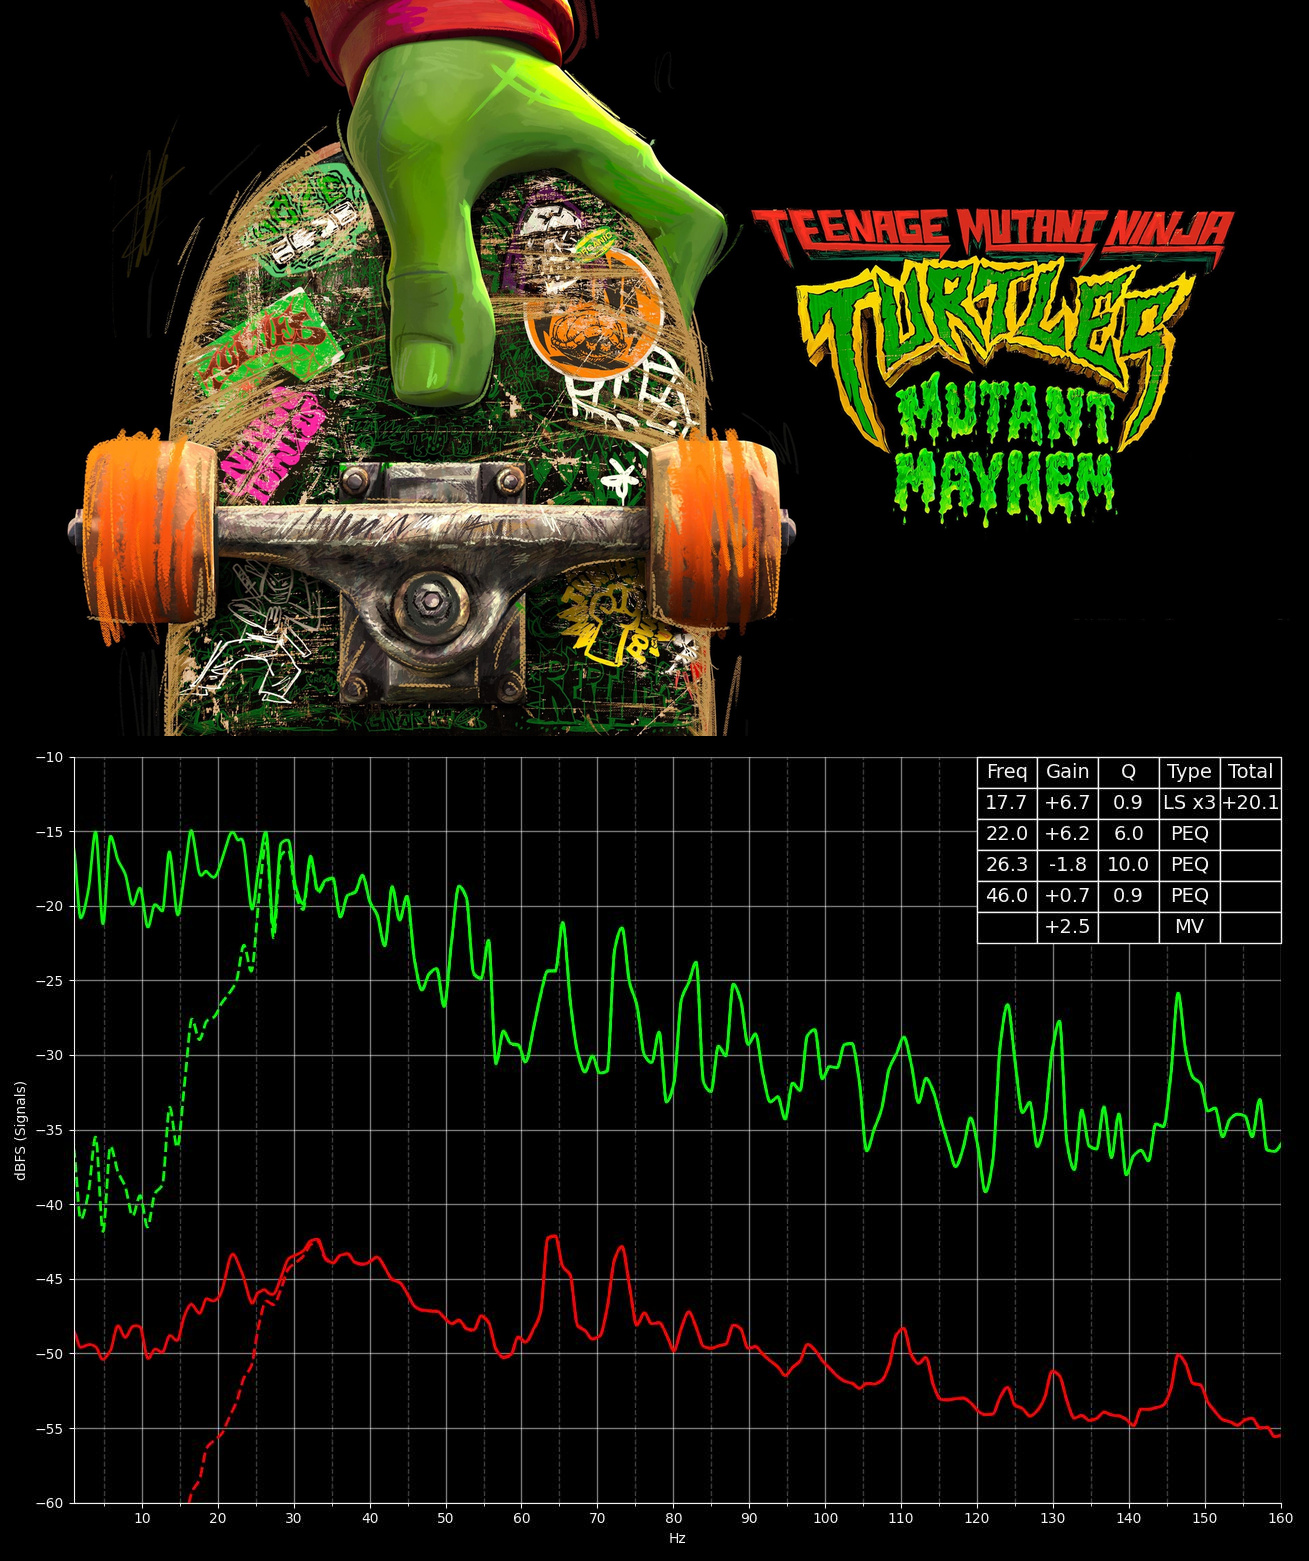 TEENAGE MUTANT NINJA
TURTLES
MUTANT
MAYHEM
Freq Gain Q Type Total
17.7 +6.7 0.9 LS x3 +20.1
22.0 +6.2 6.0 PEQ
26.3 -1.8 10.0 PEQ
46.0 +0.7 0.9 PEQ
+2.5 MV
−10
−15
−20
−25
−30
−35
−40
−45
−50
−55
−60
dBFS (Signals)
10 20 30 40 50 60 70 80 90 100 110 120 130 140 150 160
Hz